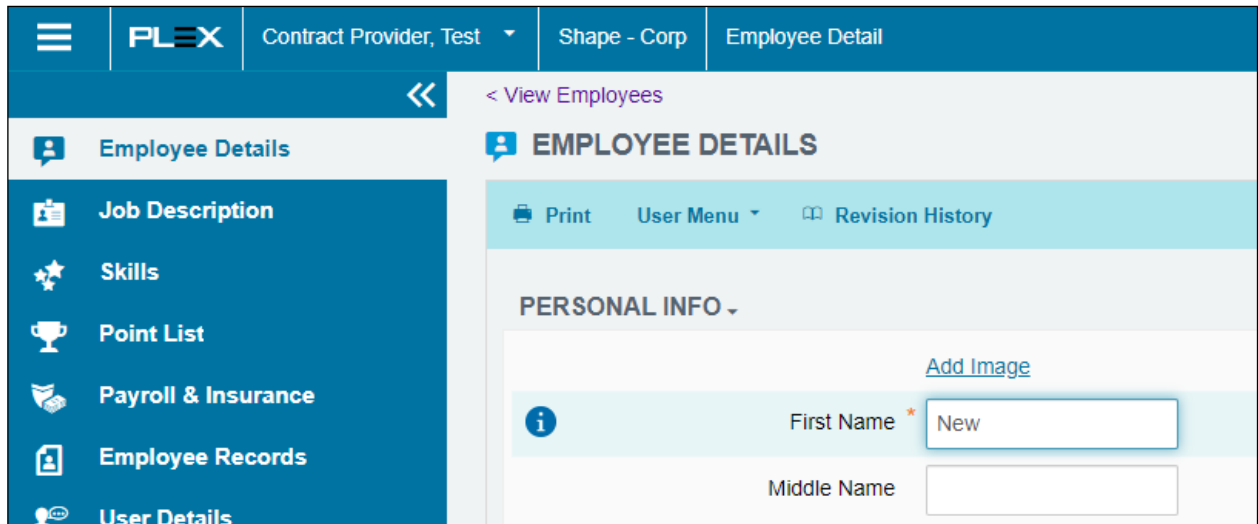 PLEX Contract Provider, Test Shape - Corp Employee Detail
< View Employees
Employee Details
Job Description
Skills
Point List
Payroll & Insurance
Employee Records
User Details
EMPLOYEE DETAILS
Print User Menu Revision History
PERSONAL INFO
Add Image
First Name * New
Middle Name